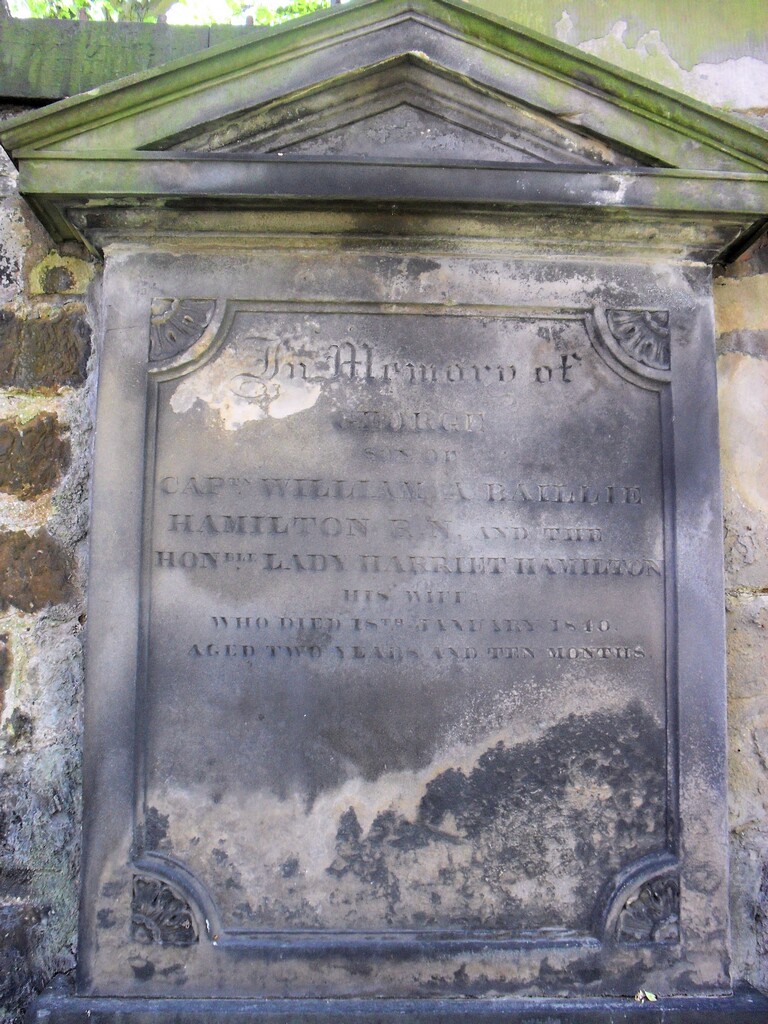 In Memory of
GEORGE
SON OF
CAPTN WILLIAM A BAILLIE
HAMILTON R.N. AND THE
HONBLE LADY HARRIET HAMILTON
HIS WIFE
WHO DIED 18TH JANUARY 1840.
AGED TWO YEARS AND TEN MONTHS.